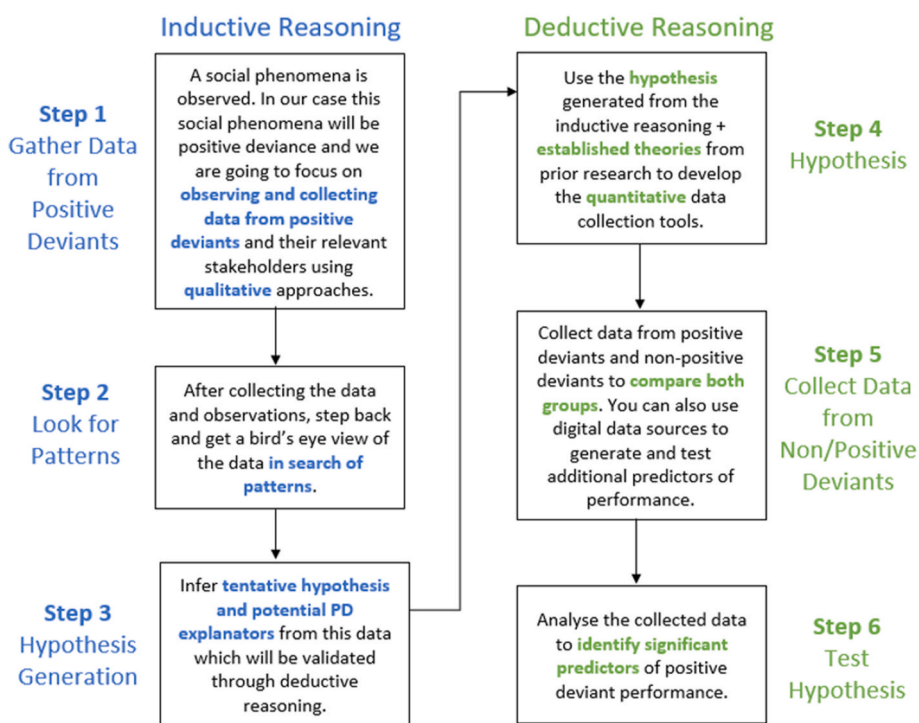 Inductive Reasoning
Step 1
Gather Data
from
Positive
Deviants
A social phenomena is
observed. In our case this
social phenomena will be
positive deviance and we
are going to focus on
observing and collecting
data from positive
deviants and their relevant
stakeholders using
qualitative approaches.
Step 2
Look for
Patterns
After collecting the data
and observations, step back
and get a bird's eye view of
the data in search of
patterns.
Step 3
Hypothesis
Generation
Infer tentative hypothesis
and potential PD
explanators from this data
which will be validated
through deductive
reasoning.
Deductive Reasoning
Use the hypothesis
generated from the
inductive reasoning +
established theories from
prior research to develop
the quantitative data
collection tools.
Step 4
Hypothesis
Collect data from positive
deviants and non-positive
deviants to compare both
groups. You can also use
digital data sources to
generate and test
additional predictors of
performance.
Step 5
Collect Data
from
Non/Positive
Deviants
Analyse the collected data
to identify significant
predictors of positive
deviant performance.
Step 6
Test
Hypothesis